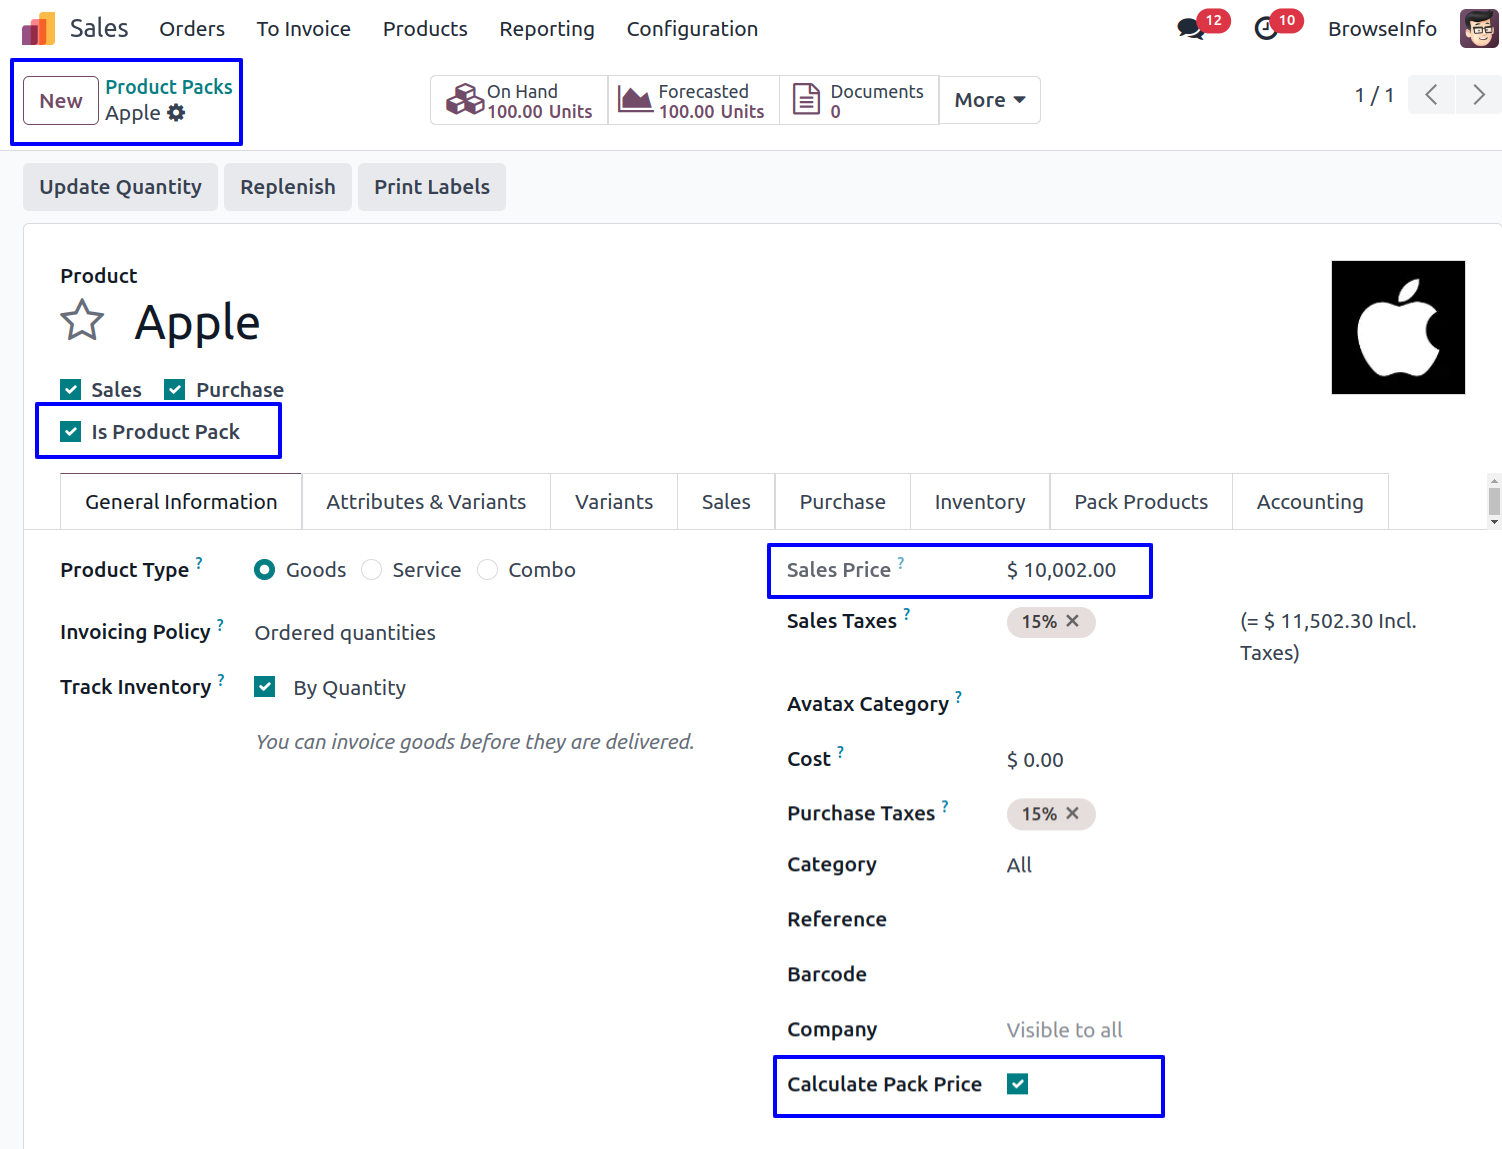 Sales Orders To Invoice Products Reporting Configuration 12 10 BrowseInfo
New Product Packs
Apple
On Hand
100.00 Units
Forecasted
100.00 Units
Documents
0
More
1 / 1
Update Quantity Replenish Print Labels
Product
Apple
Sales Purchase
Is Product Pack
General Information Attributes & Variants Variants Sales Purchase Inventory Pack Products Accounting
Product Type ? Goods Service Combo
Invoicing Policy ? Ordered quantities
Track Inventory ? By Quantity
You can invoice goods before they are delivered.
Sales Price ? $ 10,002.00
Sales Taxes ? 15% ✕ (= $ 11,502.30 Incl.
Taxes)
Avatax Category ?
Cost ? $ 0.00
Purchase Taxes ? 15% ✕
Category All
Reference
Barcode
Company Visible to all
Calculate Pack Price